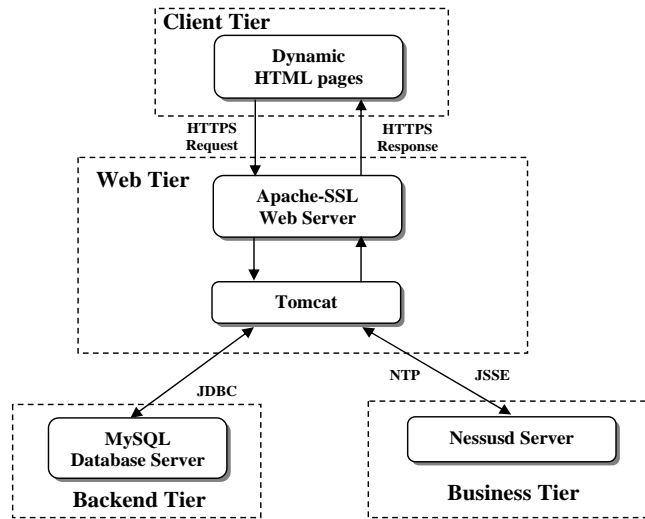 Client Tier
Dynamic
HTML pages
HTTPS
Request
HTTPS
Response
Web Tier
Apache-SSL
Web Server
Tomcat
JDBC
NTP
JSSE
MySQL
Database Server
Backend Tier
Nessusd Server
Business Tier